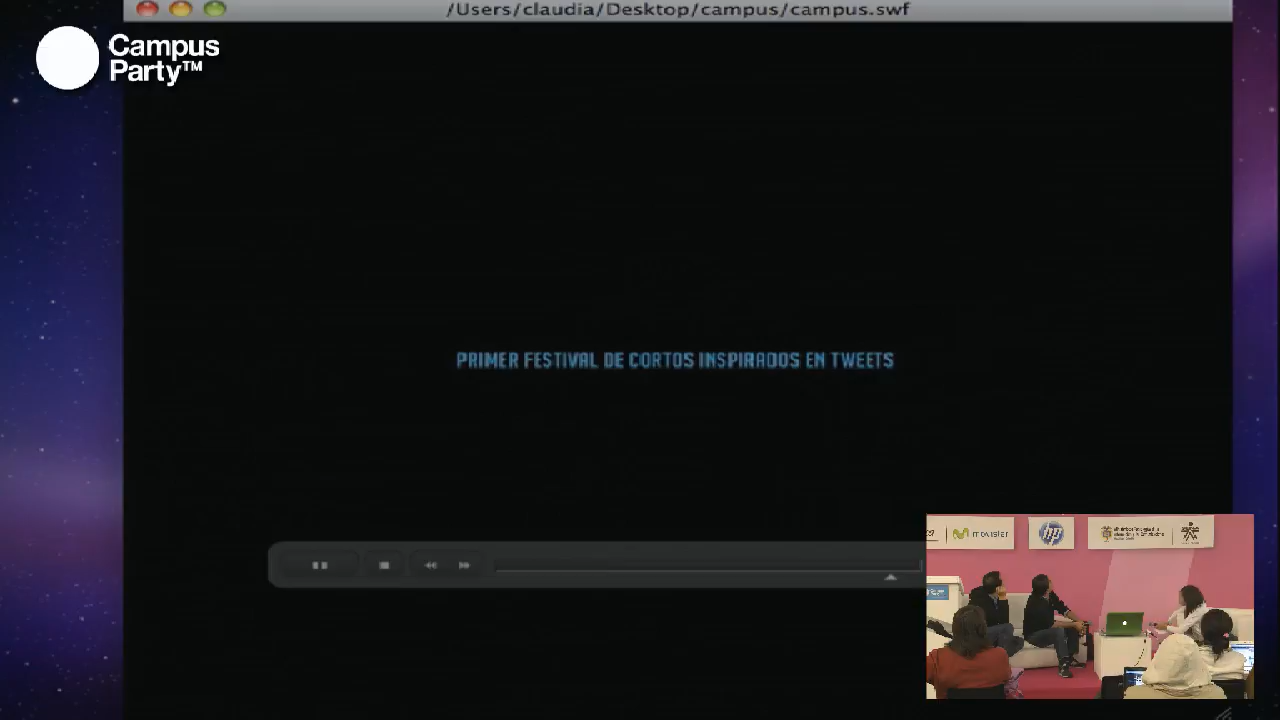 /Users/claudia/Desktop/campus/campus.swf
Campus
Party™
PRIMER FESTIVAL DE CORTOS INSPIRADOS EN TWEETS
movistar
hp